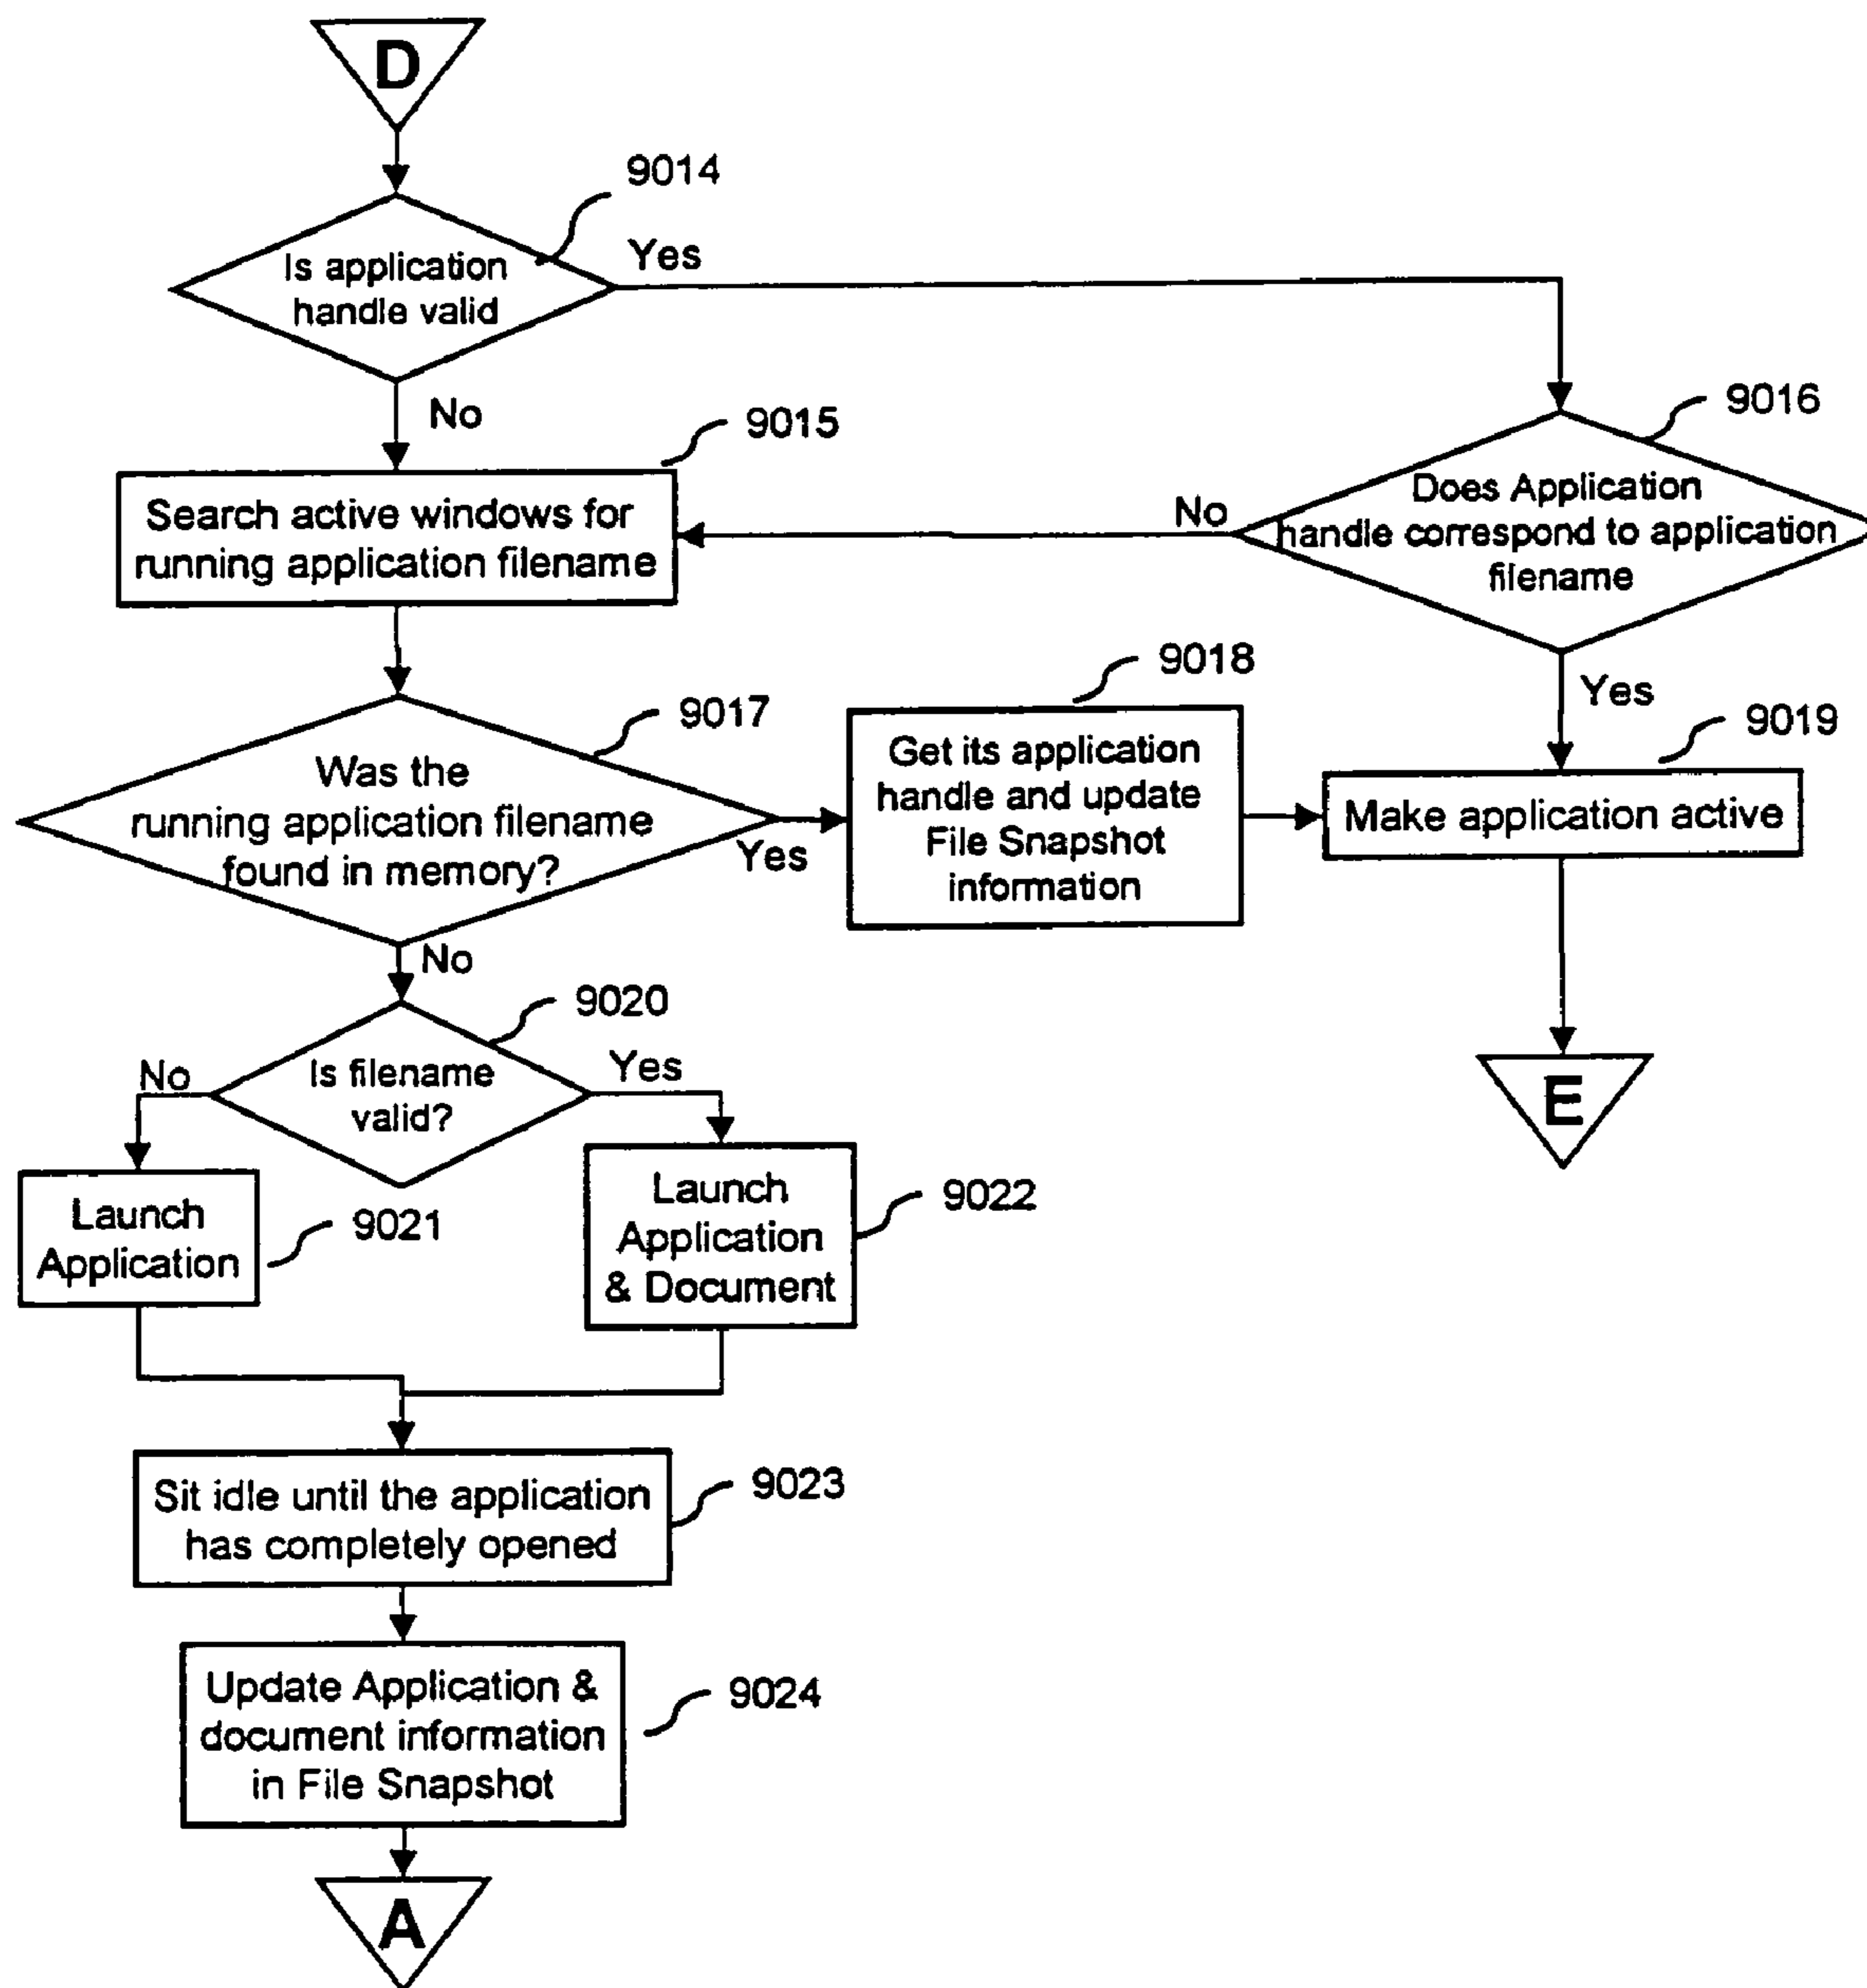 D
9014
Is application
handle valid
Yes
No
9015
Search active windows for
running application filename
9016
Does Application
handle correspond to application
filename
No
Yes
9017
Was the
running application filename
found in memory?
Yes
No
9018
Get its application
handle and update
File Snapshot
information
9019
Make application active
E
9020
Is filename
valid?
No
Yes
Launch
Application
9021
Launch
Application
& Document
9022
Sit idle until the application
has completely opened
9023
Update Application &
document information
in File Snapshot
9024
A